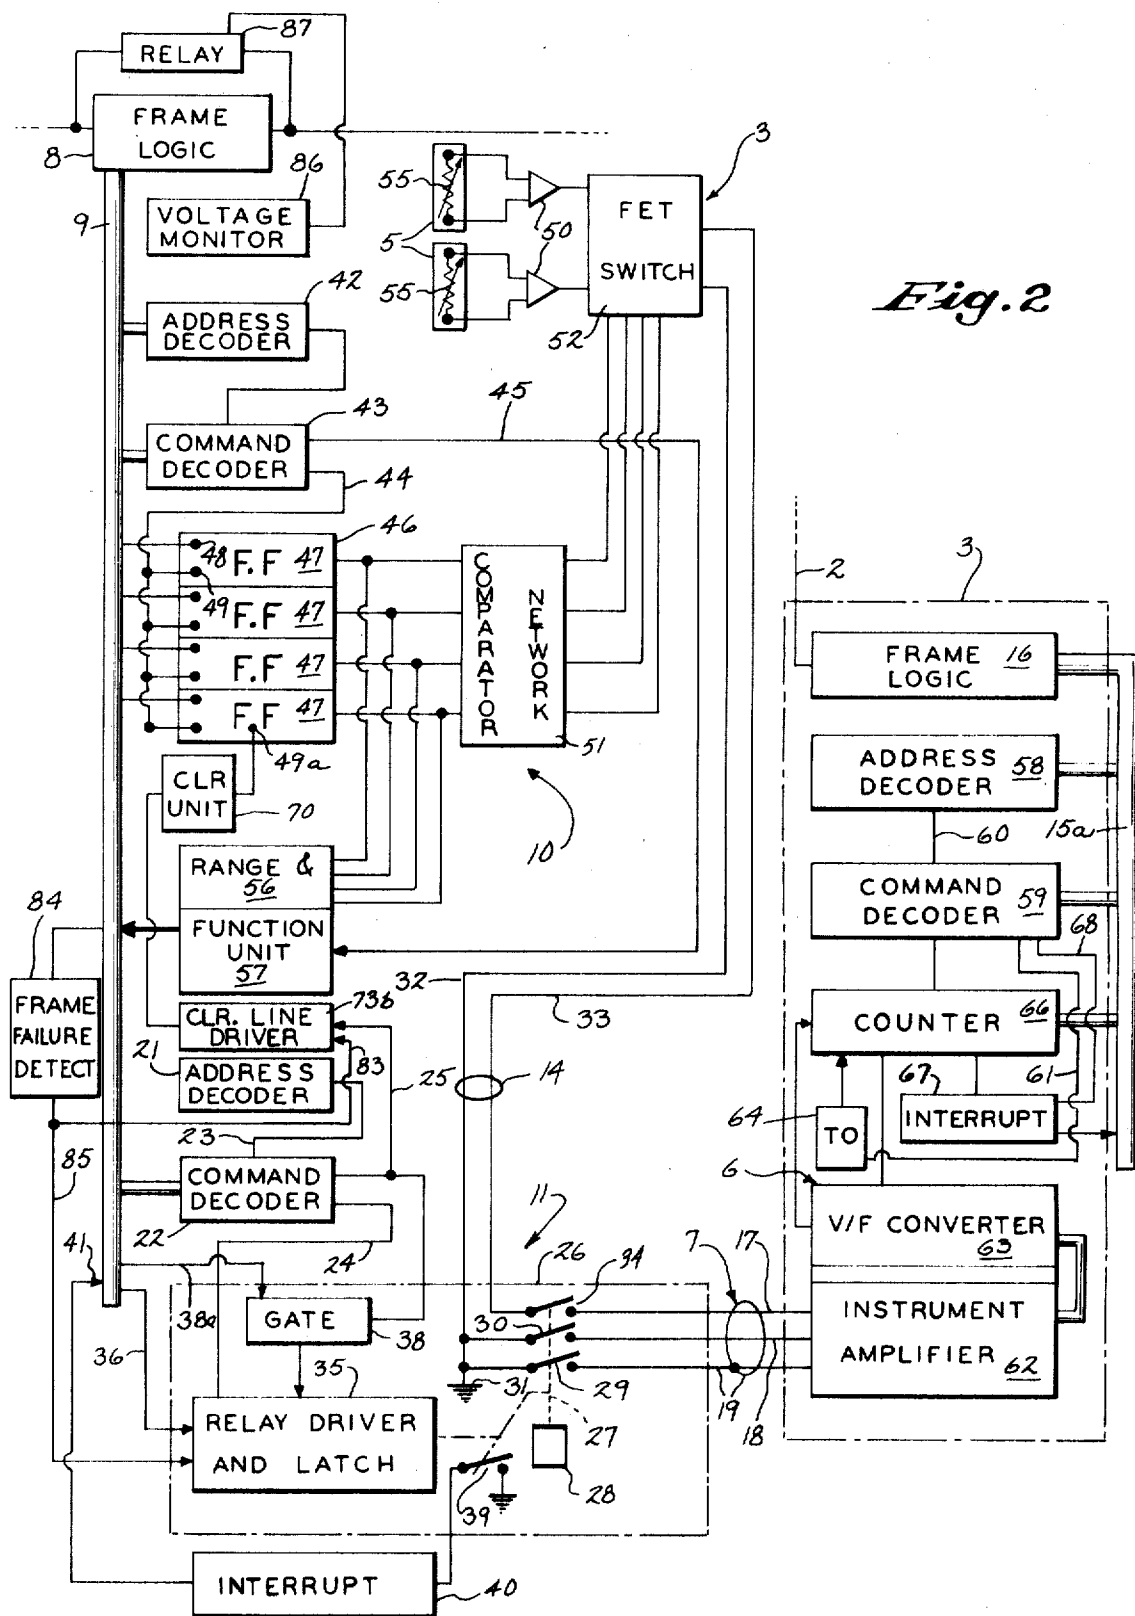 87
RELAY
FRAME
LOGIC
8
3
86
55
50
FET
SWITCH
9
VOLTAGE
MONITOR
5
50
55
52
Fig. 2
42
ADDRESS
DECODER
43
45
COMMAND
DECODER
44
46
48
F.F 47
49
F.F 47
F.F 47
F.F 47
49a
COMPARATOR
NETWORK
51
2
3
FRAME
LOGIC
16
ADDRESS
DECODER
58
60
15a
CLR
UNIT
70
10
RANGE &
56
FUNCTION
UNIT
57
COMMAND
DECODER
59
68
84
FRAME
FAILURE
DETECT
32
33
73b
CLR. LINE
DRIVER
COUNTER 66
21
ADDRESS
DECODER
83
25
14
67
61
64
TO
INTERRUPT
23
85
COMMAND
DECODER
22
24
6
V/F CONVERTER
63
41
11
26
34
7
17
38a
GATE
38
30
INSTRUMENT
AMPLIFIER
62
36
35
31
29
19
18
RELAY DRIVER
AND LATCH
27
39
28
INTERRUPT
40